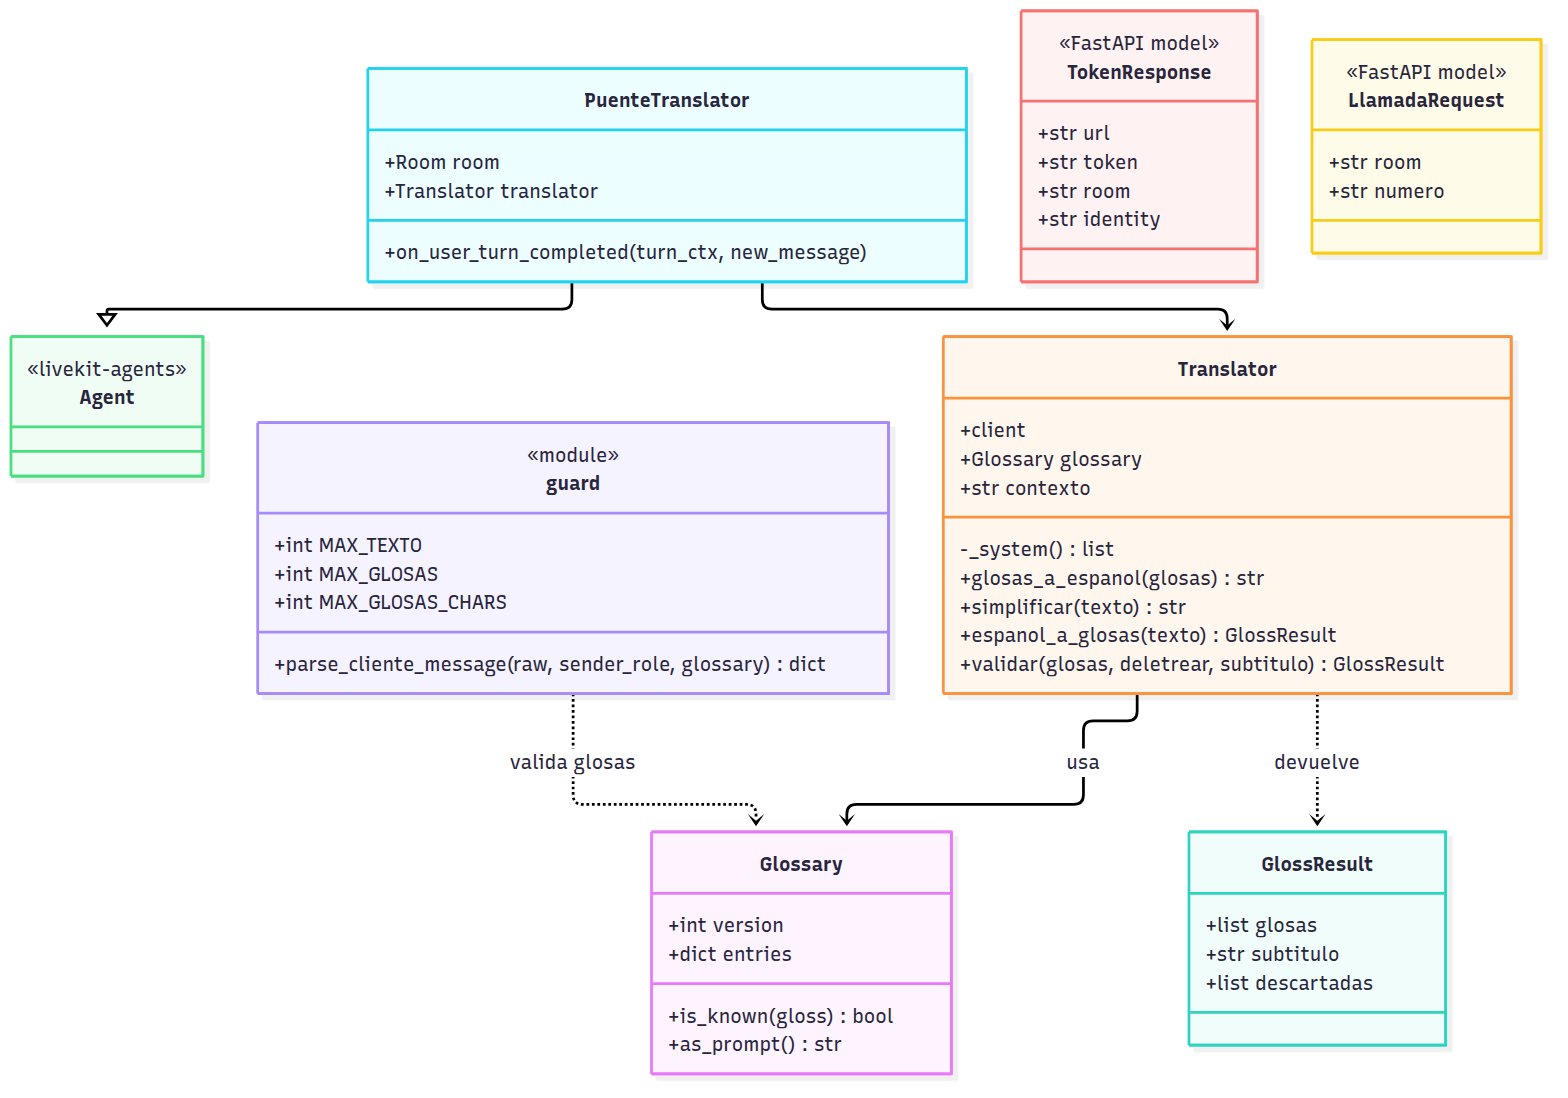 PuenteTranslator
+Room room
+Translator translator
+on_user_turn_completed(turn_ctx, new_message)
«FastAPI model»
TokenResponse
+str url
+str token
+str room
+str identity
«FastAPI model»
LlamadaRequest
+str room
+str numero
«livekit-agents»
Agent
«module»
guard
+int MAX_TEXTO
+int MAX_GLOSAS
+int MAX_GLOSAS_CHARS
+parse_cliente_message(raw, sender_role, glossary) : dict
Translator
+client
+Glossary glossary
+str contexto
-_system() : list
+glosas_a_espanol(glosas) : str
+simplificar(texto) : str
+espanol_a_glosas(texto) : GlossResult
+validar(glosas, deletrear, subtitulo) : GlossResult
valida glosas
usa
devuelve
Glossary
+int version
+dict entries
+is_known(gloss) : bool
+as_prompt() : str
GlossResult
+list glosas
+str subtitulo
+list descartadas